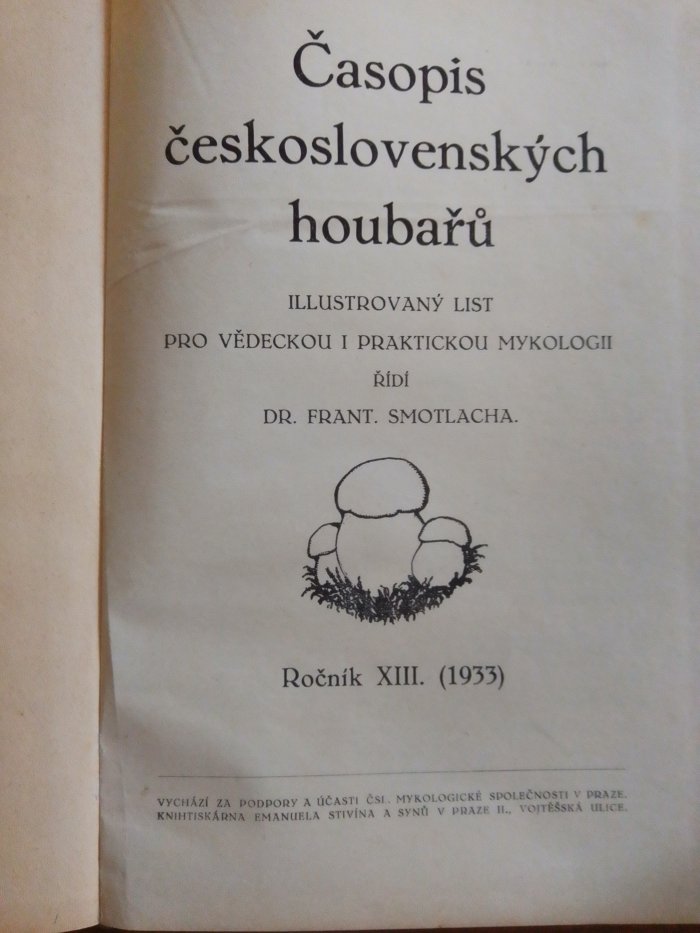 Časopis
československých
houbařů
ILLUSTROVANÝ LIST
PRO VĚDECKOU I PRAKTICKOU MYKOLOGII
ŘÍDÍ
DR. FRANT. SMOTLACHA.
Ročník XIII. (1933)
VYCHÁZÍ ZA PODPORY A ÚČASTI ČSL. MYKOLOGICKÉ SPOLEČNOSTI V PRAZE.
KNIHTISKÁRNA EMANUELA STIVÍNA A SYNŮ V PRAZE II., VOJTĚŠSKÁ ULICE.